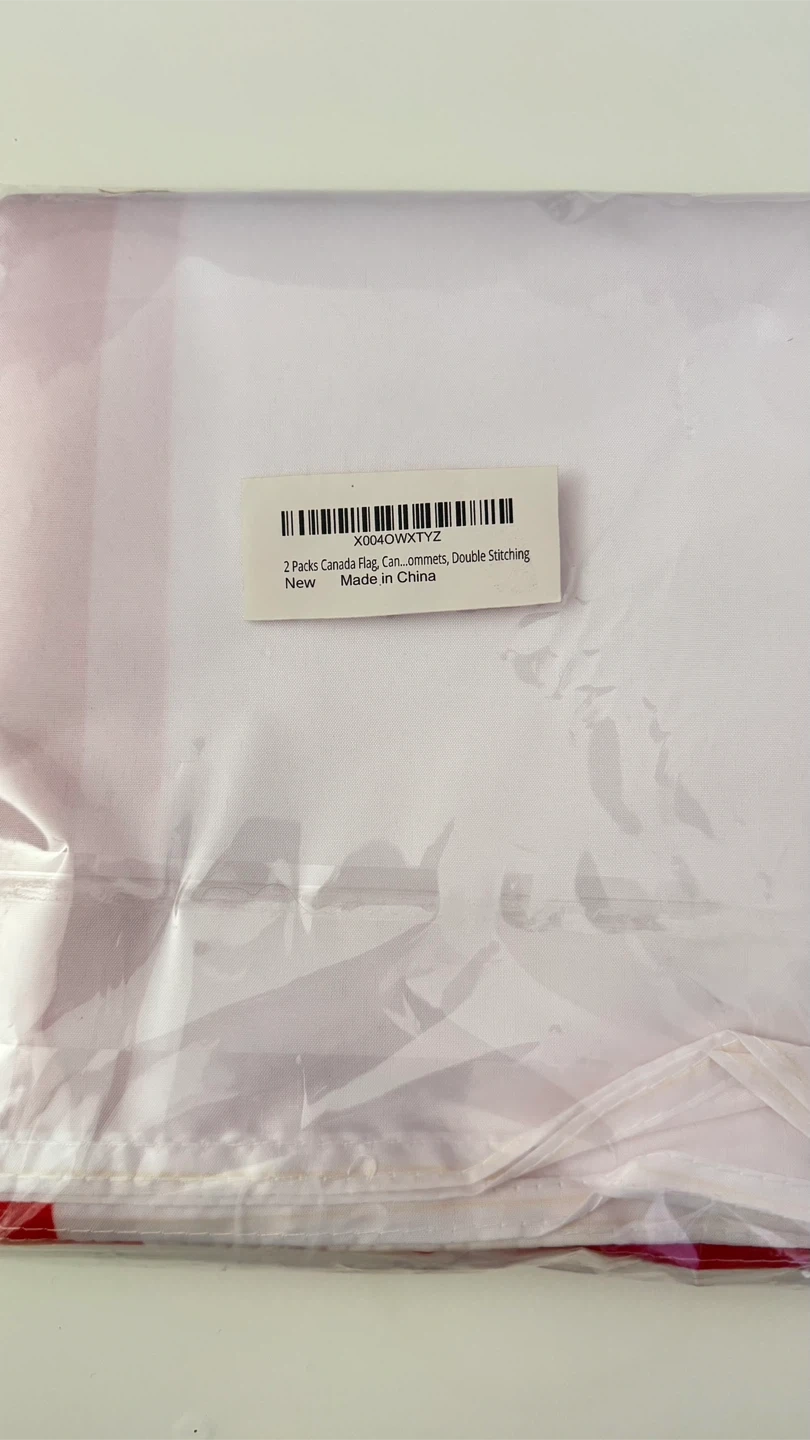 X004OWXTYZ
2 Packs Canada Flag, Can...ommets, Double Stitching
New Made in China